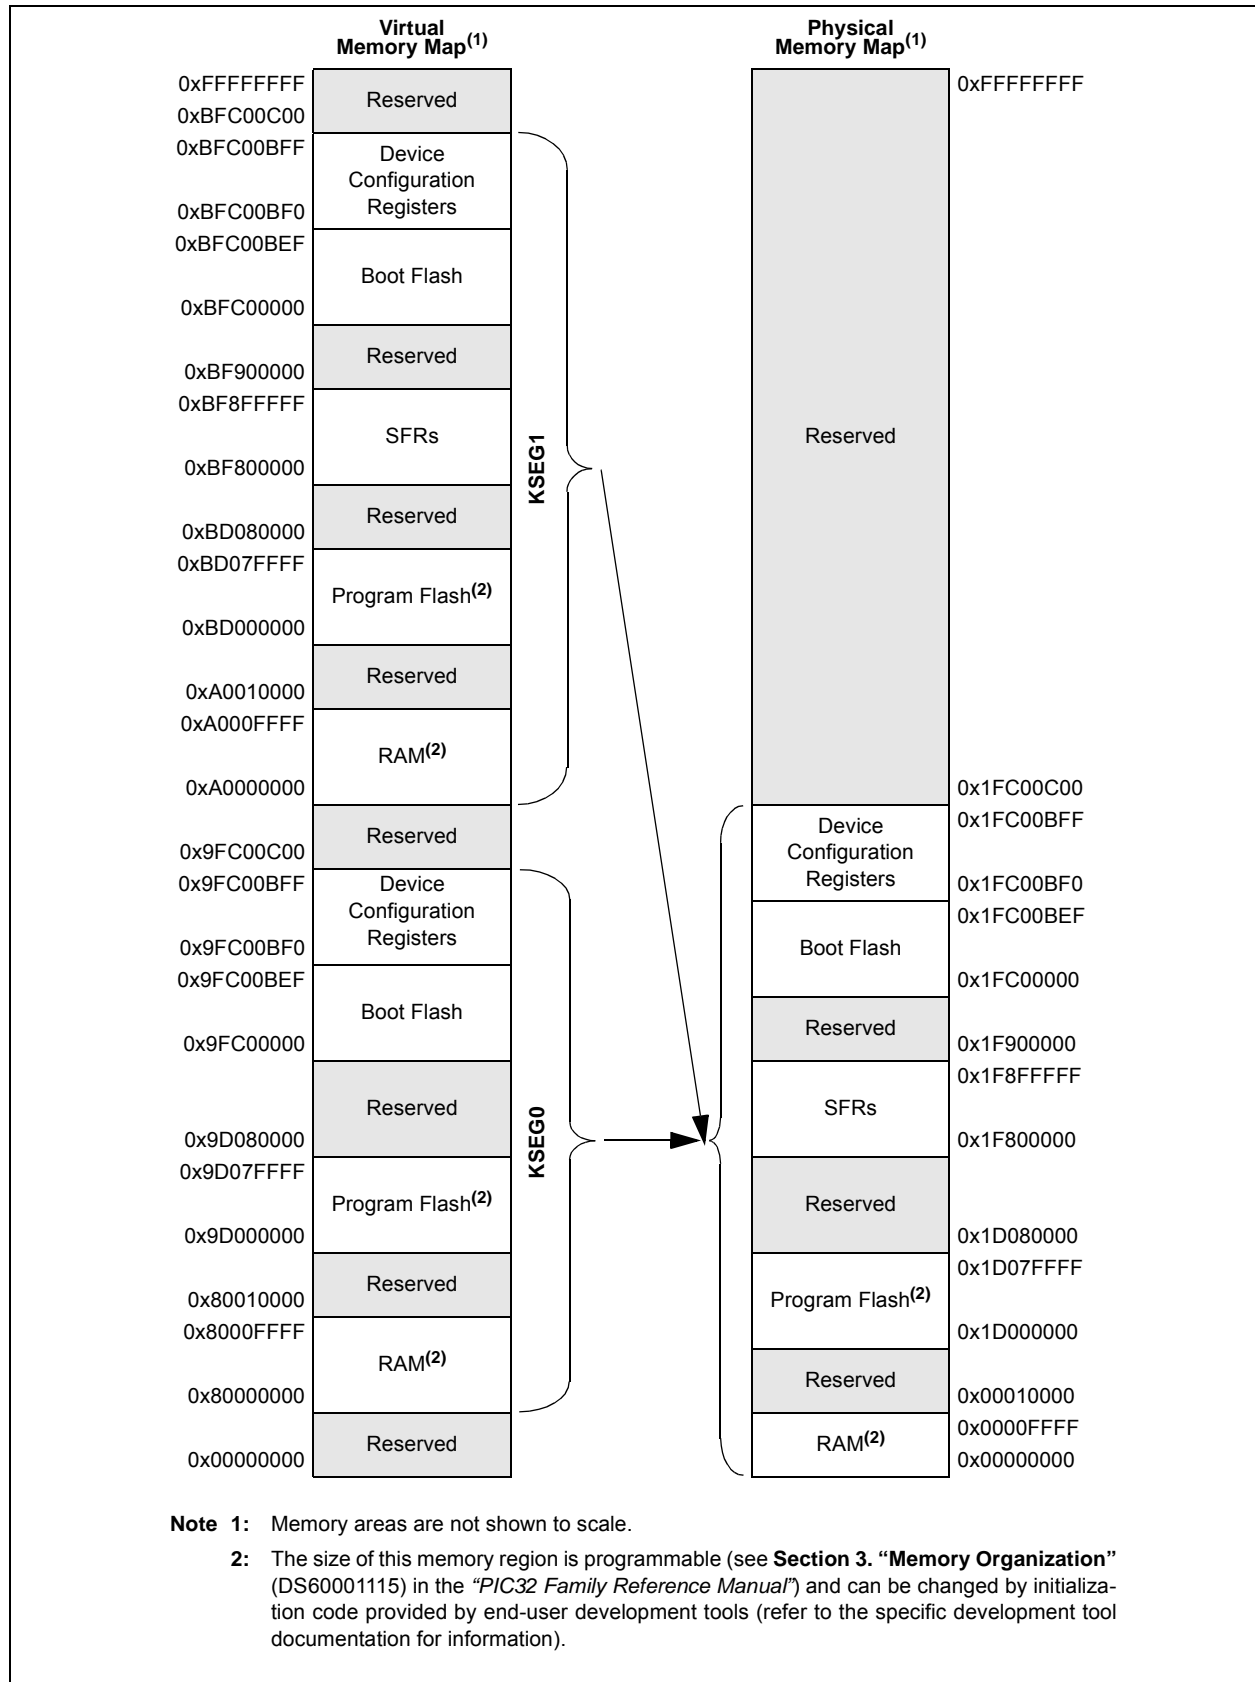 Virtual
Memory Map(1)
0xFFFFFFFF
Reserved
0xBFC00C00
0xBFC00BFF
Device
Configuration
Registers
0xBFC00BF0
0xBFC00BEF
Boot Flash
0xBFC00000
Reserved
0xBF900000
0xBF8FFFFF
SFRs
0xBF800000
Reserved
0xBD080000
0xBD07FFFF
Program Flash(2)
0xBD000000
Reserved
0xA0010000
0xA000FFFF
RAM(2)
0xA0000000
Reserved
0x9FC00C00
0x9FC00BFF
Device
Configuration
Registers
0x9FC00BF0
0x9FC00BEF
Boot Flash
0x9FC00000
Reserved
0x9D080000
0x9D07FFFF
Program Flash(2)
0x9D000000
Reserved
0x80010000
0x8000FFFF
RAM(2)
0x80000000
Reserved
0x00000000
KSEG1
KSEG0
Physical
Memory Map(1)
0xFFFFFFFF
Reserved
0x1FC00C00
0x1FC00BFF
Device
Configuration
Registers
0x1FC00BF0
0x1FC00BEF
Boot Flash
0x1FC00000
Reserved
0x1F900000
0x1F8FFFFF
SFRs
0x1F800000
Reserved
0x1D080000
0x1D07FFFF
Program Flash(2)
0x1D000000
Reserved
0x00010000
0x0000FFFF
RAM(2)
0x00000000
Note 1: Memory areas are not shown to scale.
2: The size of this memory region is programmable (see Section 3. “Memory Organization”
(DS60001115) in the “PIC32 Family Reference Manual”) and can be changed by initializa-
tion code provided by end-user development tools (refer to the specific development tool
documentation for information).